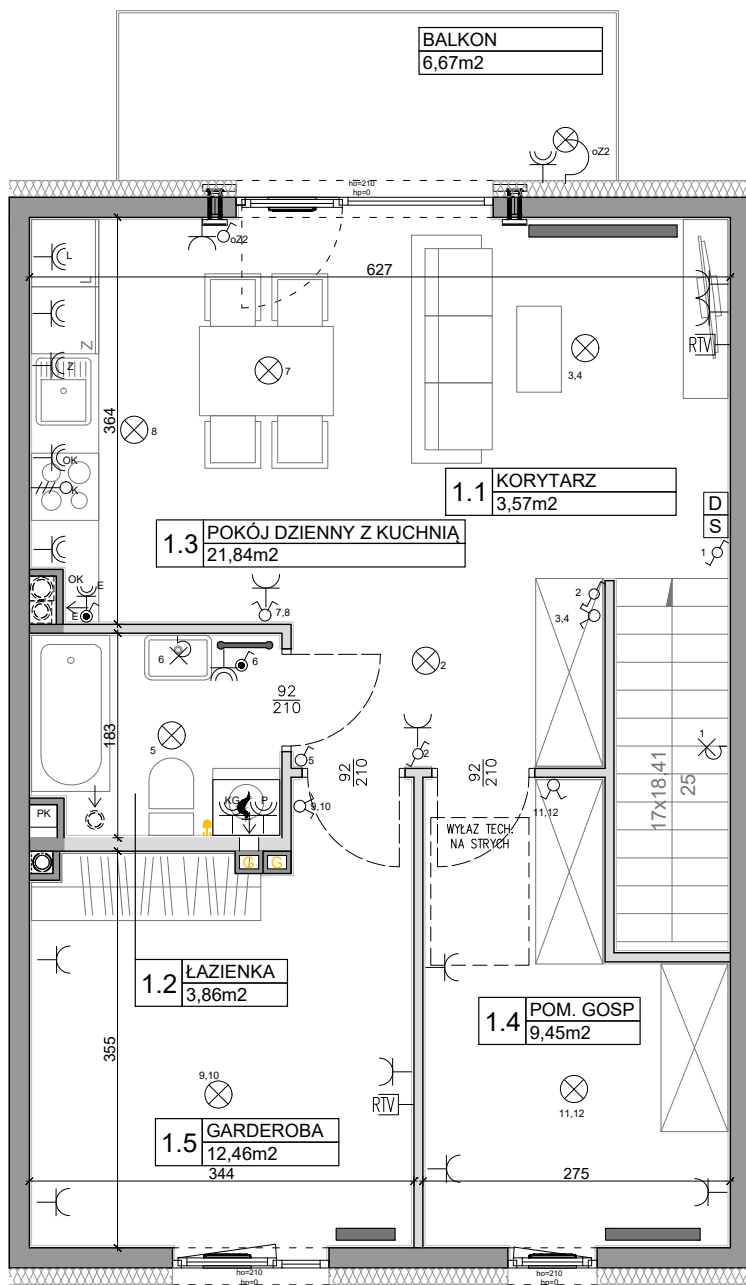 BALKON
6,67m2
oZ2
ho=210
hp=0
oZ2
L
L
627
RTV
Z
Z
7
3,4
8
364
OK
K
1.1 KORYTARZ
3,57m2
D
S
1
1.3 POKÓJ DZIENNY Z KUCHNIĄ
21,84m2
OK
E
E
7,8
2
3,4
6
6
2
92
210
183
5
5
2
92
210
92
210
1
17x18.41
25
KG
P
9,10
11,12
PK
WYŁAZ TECH.
NA STRYCH
G
G
1.2 ŁAZIENKA
3,86m2
1.4 POM. GOSP
9,45m2
355
9,10
RTV
11,12
1.5 GARDEROBA
12,46m2
344
275
ho=210
hp=0
ho=210
hp=0